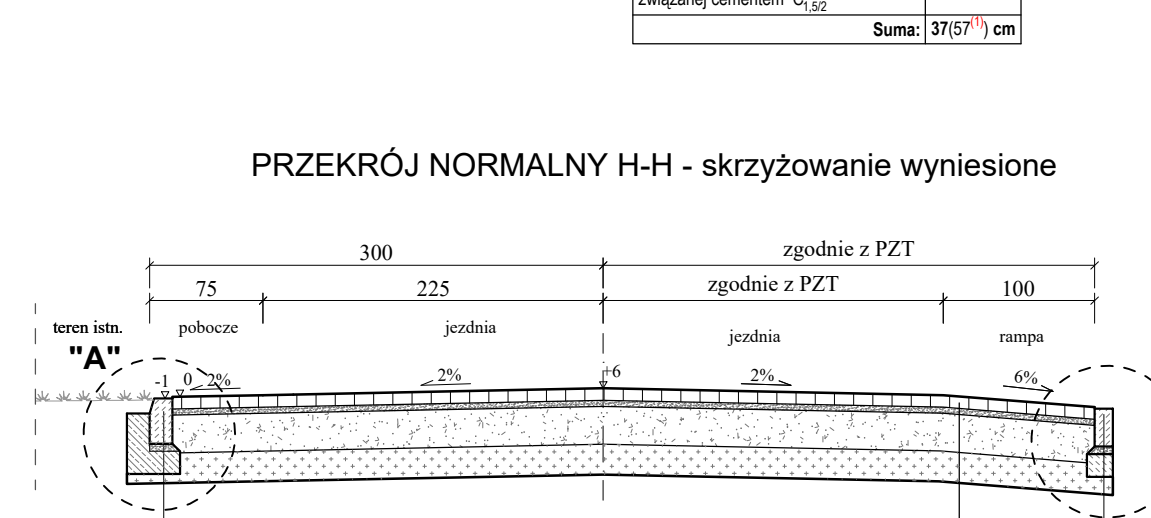 związanej cementem C1,5/2
Suma: 37(57(1)) cm
PRZEKRÓJ NORMALNY H-H - skrzyżowanie wyniesione
300 zgodnie z PZT
75 225 zgodnie z PZT 100
teren istn. pobocze jezdnia jezdnia rampa
"A"
-1 0 2% 2% +6 2% 6%